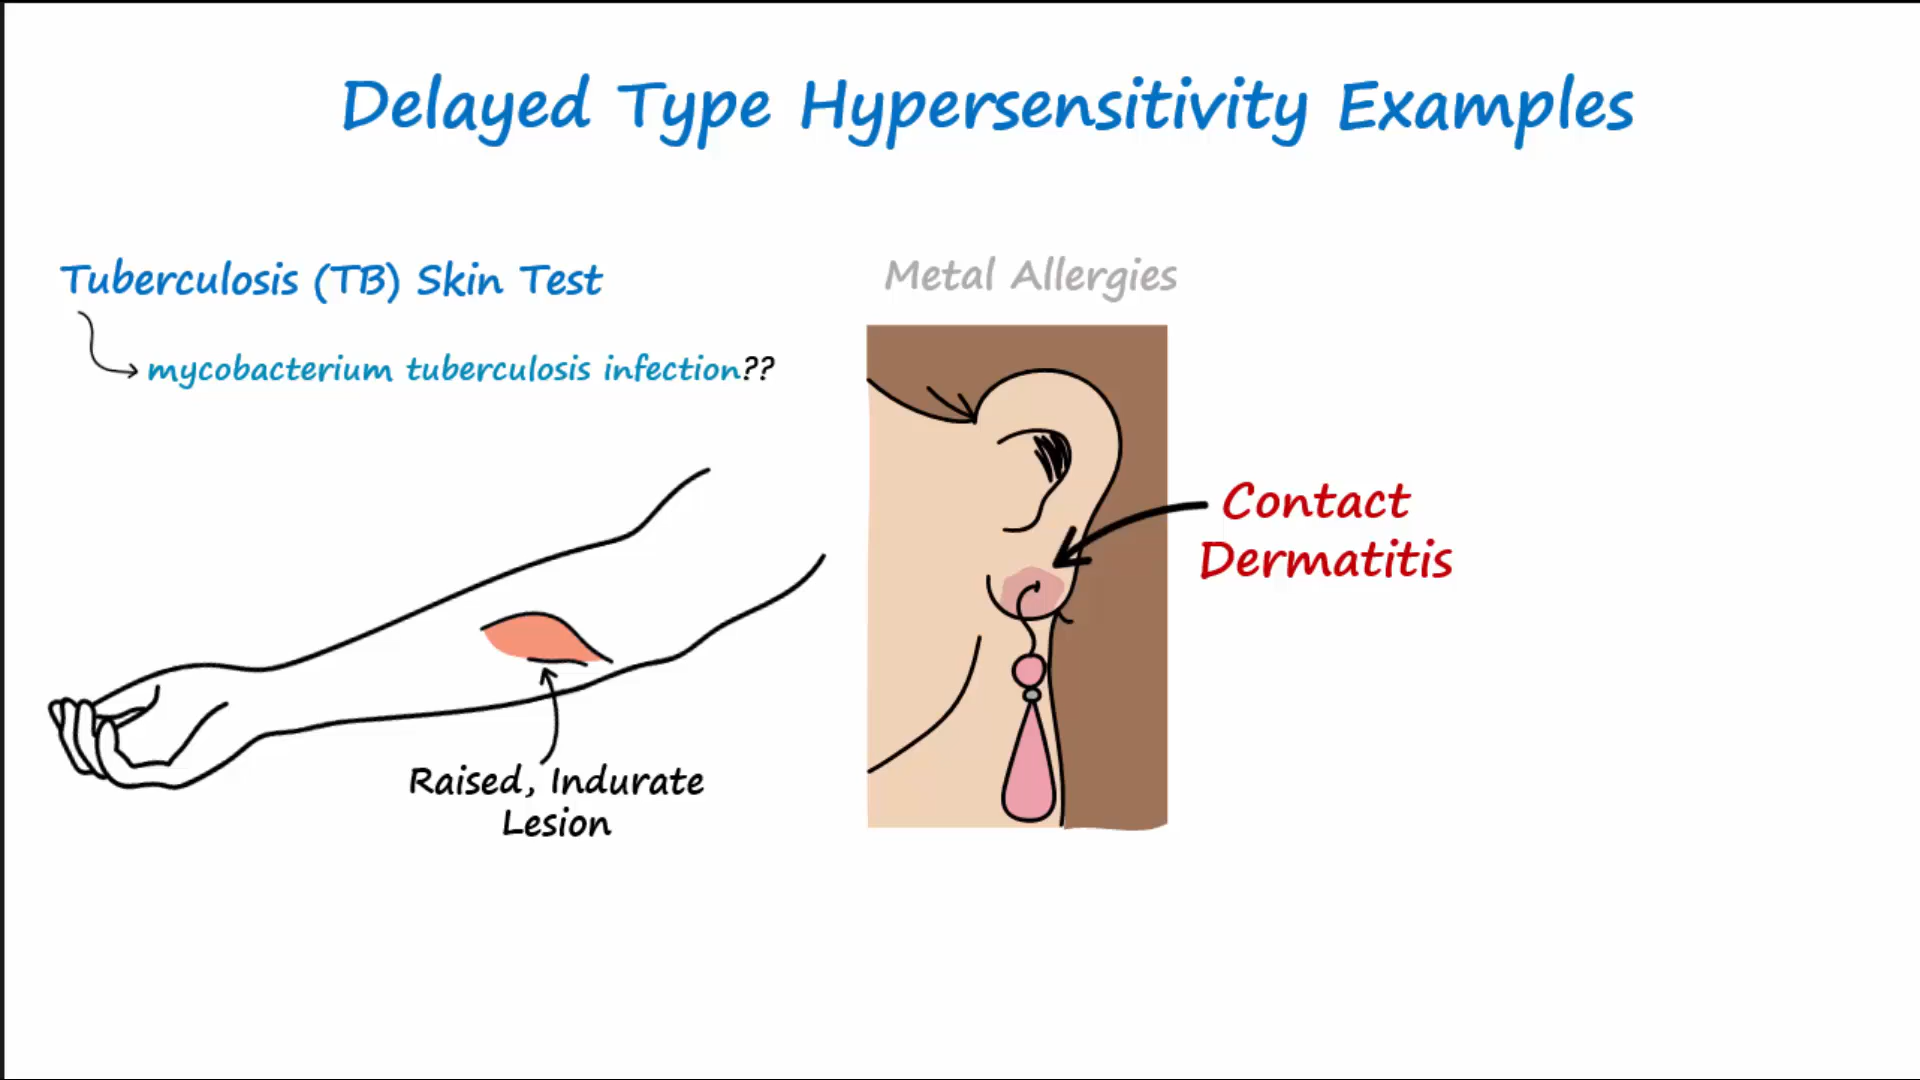 Delayed Type Hypersensitivity Examples
Tuberculosis (TB) Skin Test
mycobacterium tuberculosis infection??
Raised, Indurate
Lesion
Metal Allergies
Contact
Dermatitis